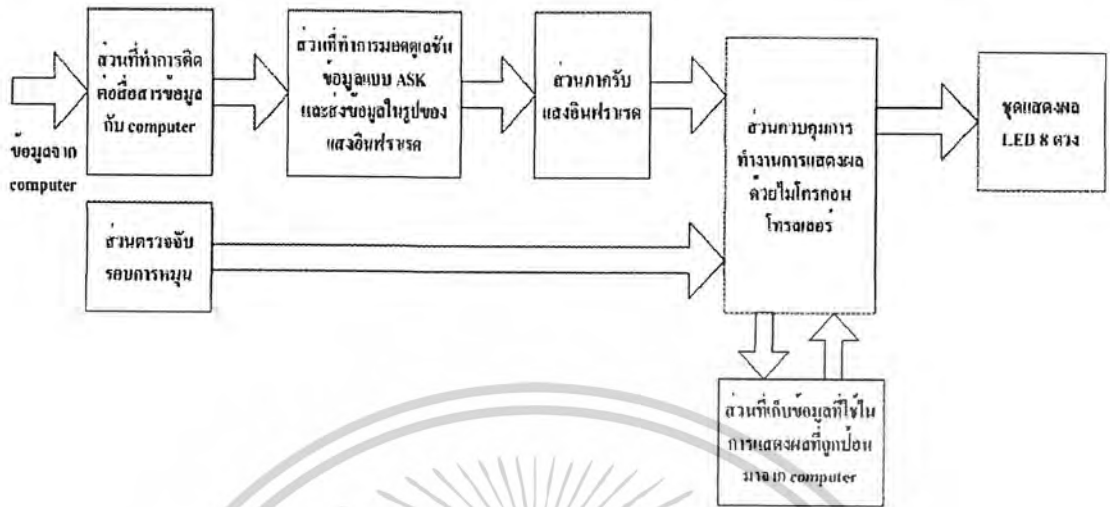 ส่วนที่ทำการติด
ต่อสื่อสารข้อมูล
กับ computer
ส่วนที่ทำการมอดดูเลชัน
ข้อมูลแบบ ASK
และส่งข้อมูลในรูปของ
แสงอินฟราเรด
ส่วนภาครับ
แสงอินฟราเรด
ส่วนควบคุมการ
ทำงานการแสดงผล
ด้วยไมโครคอน
โทรลเลอร์
ชุดแสดงผล
LED 8 ดวง
ข้อมูลจาก
computer
ส่วนตรวจจับ
รอบการหมุน
ส่วนที่เก็บข้อมูลที่ใช้ใน
การแสดงผลที่ถูกป้อน
มาจาก computer